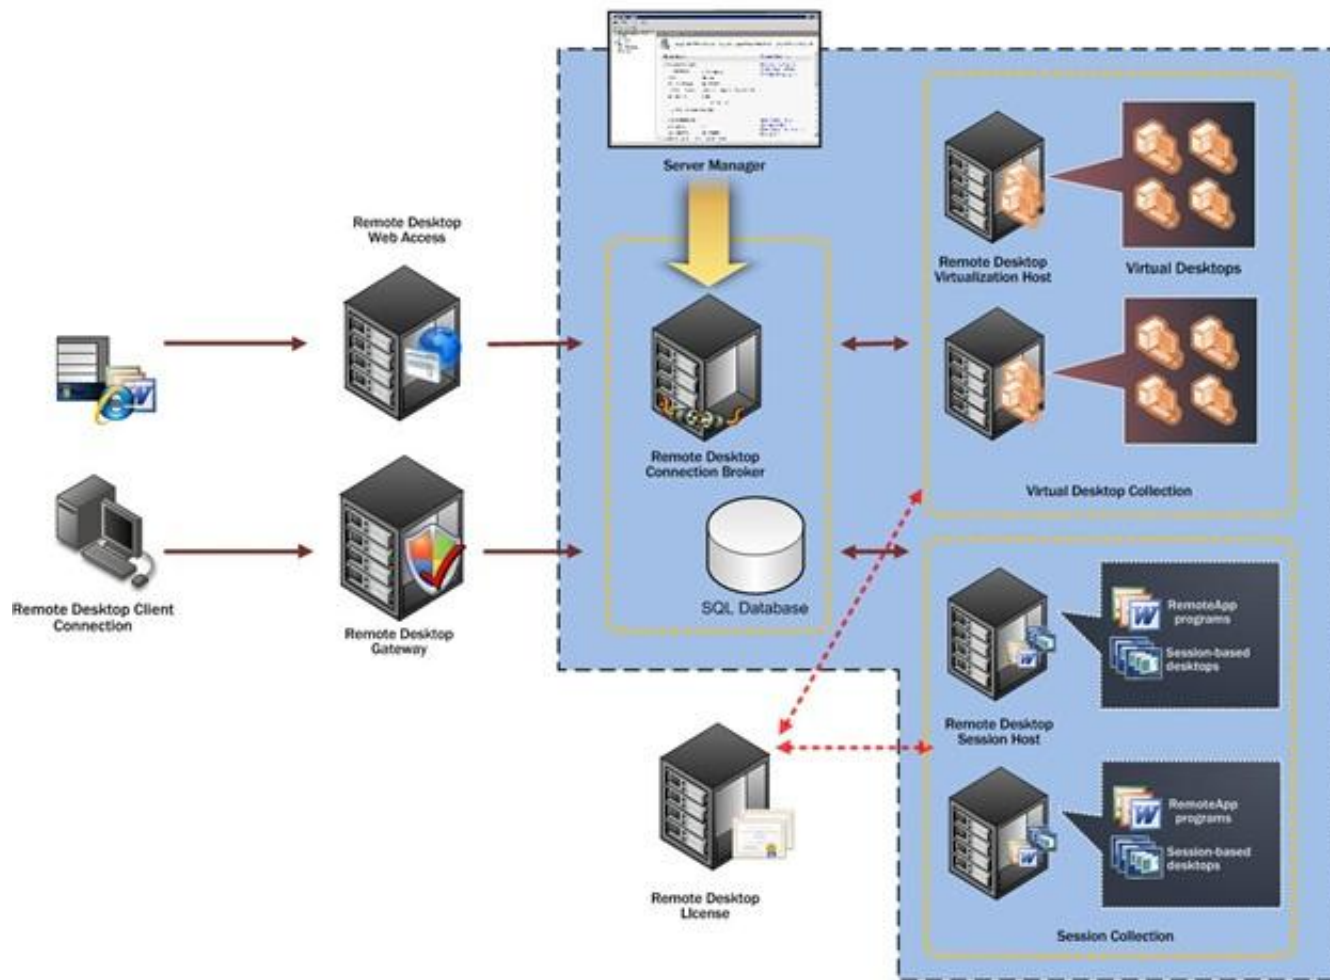 Server Manager
Remote Desktop
Web Access
Remote Desktop
Virtualization Host
Virtual Desktops
Remote Desktop
Connection Broker
Virtual Desktop Collection
SQL Database
Remote Desktop Client
Connection
Remote Desktop
Gateway
RemoteApp
programs
Session-based
desktops
Remote Desktop
Session Host
RemoteApp
programs
Session-based
desktops
Remote Desktop
LIcense
Session Collection